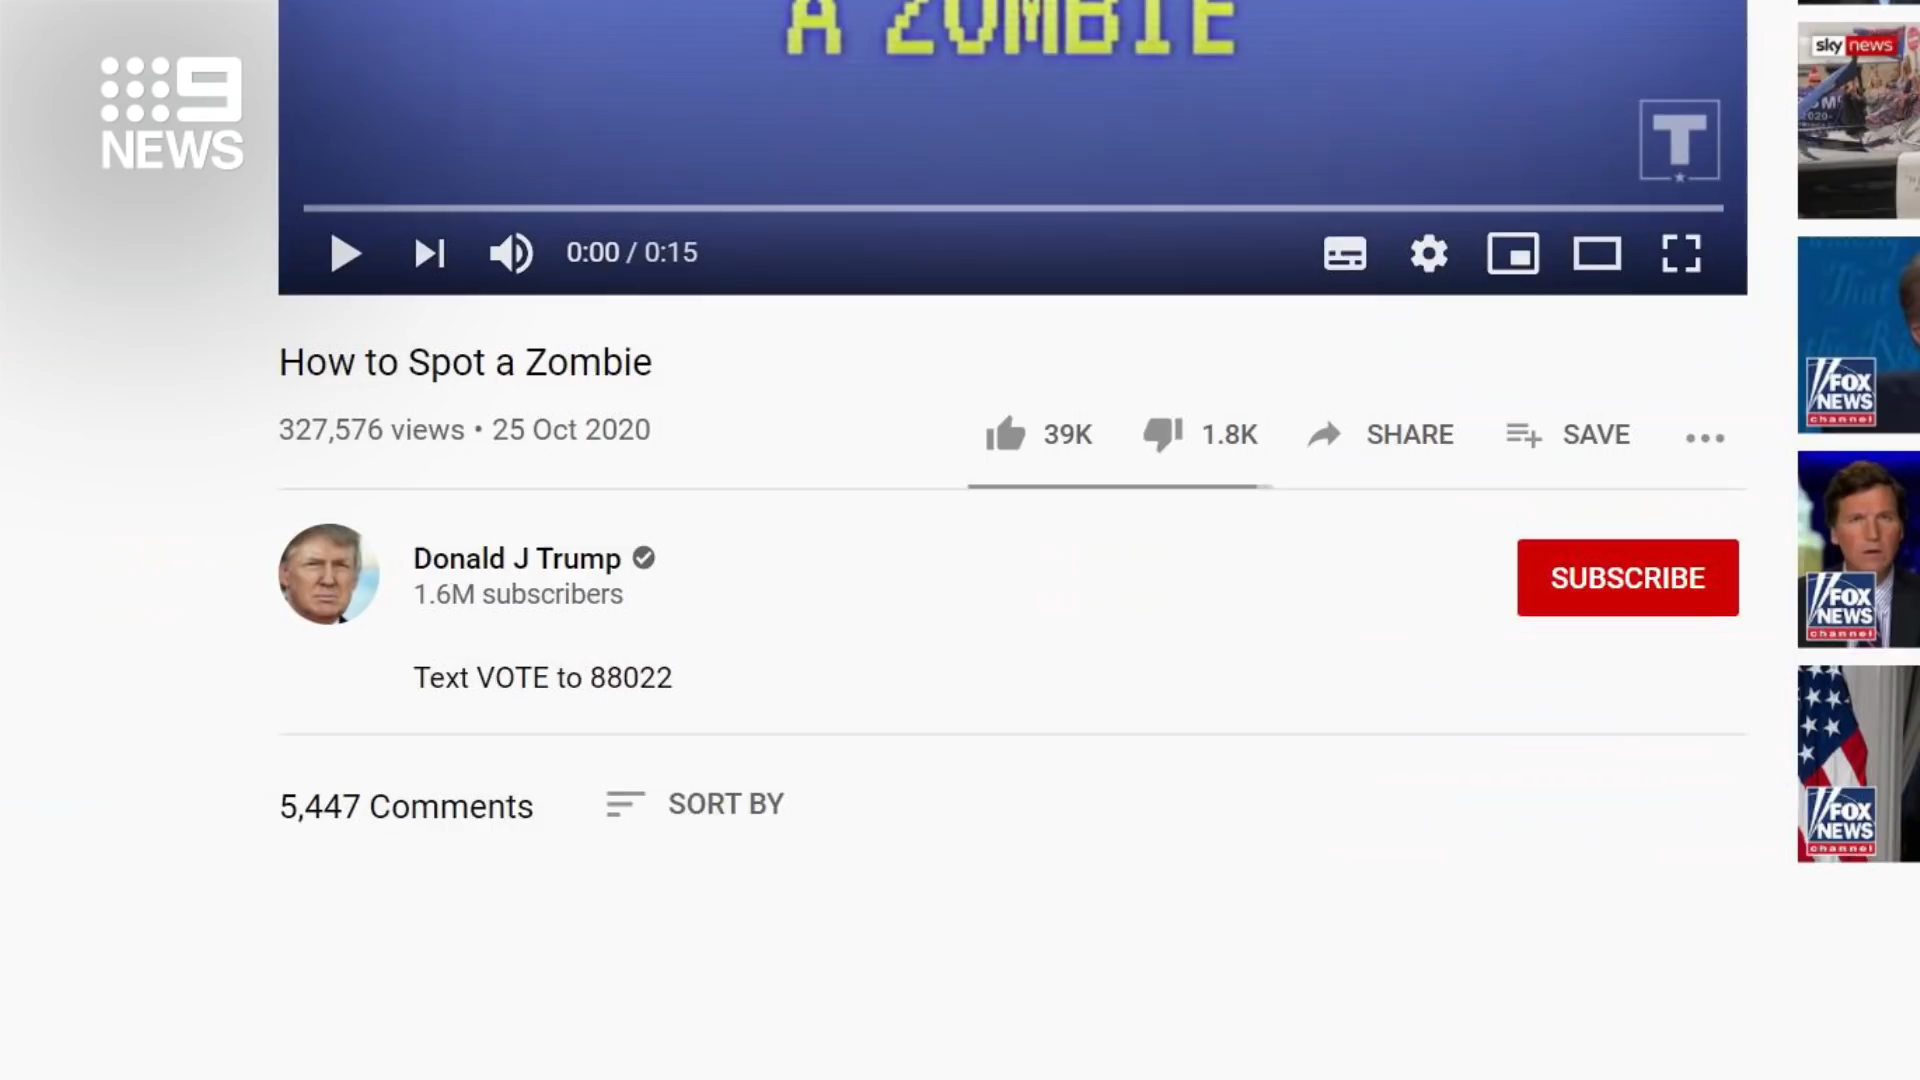 A ZOMBIE
sky news
9
NEWS
T
0:00 / 0:15
How to Spot a Zombie
327,576 views • 25 Oct 2020
39K
1.8K
SHARE
SAVE
Donald J Trump
1.6M subscribers
SUBSCRIBE
Text VOTE to 88022
5,447 Comments
SORT BY
FOX
NEWS
channel
FOX
NEWS
channel
FOX
NEWS
channel